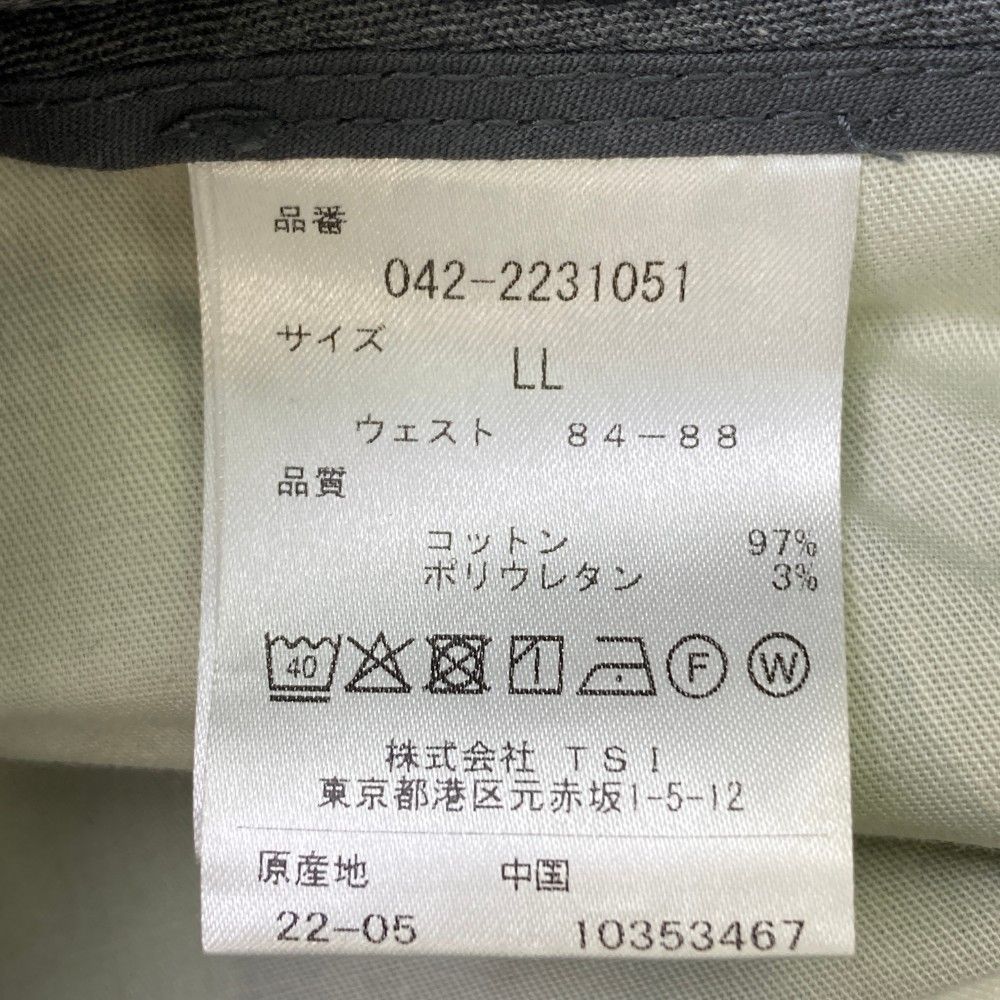 品番
042-2231051
サイズ
LL
ウェスト 84-88
品質
コットン 97%
ポリウレタン 3%
40 F W
株式会社 TSI
東京都港区元赤坂1-5-12
原産地 中国
22-05 10353467